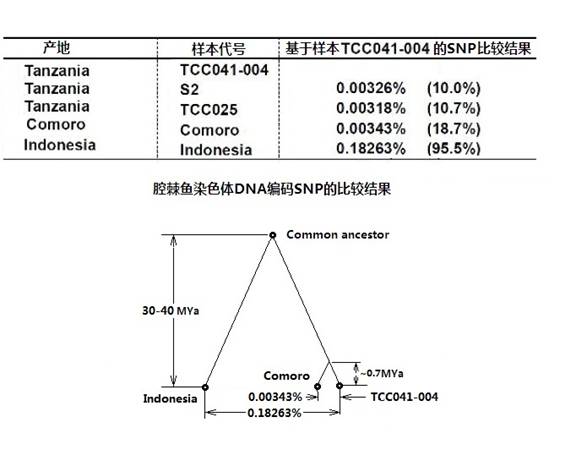 产地 样本代号 基于样本TCC041-004 的SNP比较结果
Tanzania TCC041-004
Tanzania S2 0.00326% (10.0%)
Tanzania TCC025 0.00318% (10.7%)
Comoro Comoro 0.00343% (18.7%)
Indonesia Indonesia 0.18263% (95.5%)
腔棘鱼染色体DNA编码SNP的比较结果
Common ancestor
30-40 MYa
~0.7MYa
Comoro
Indonesia 0.00343% TCC041-004
0.18263%